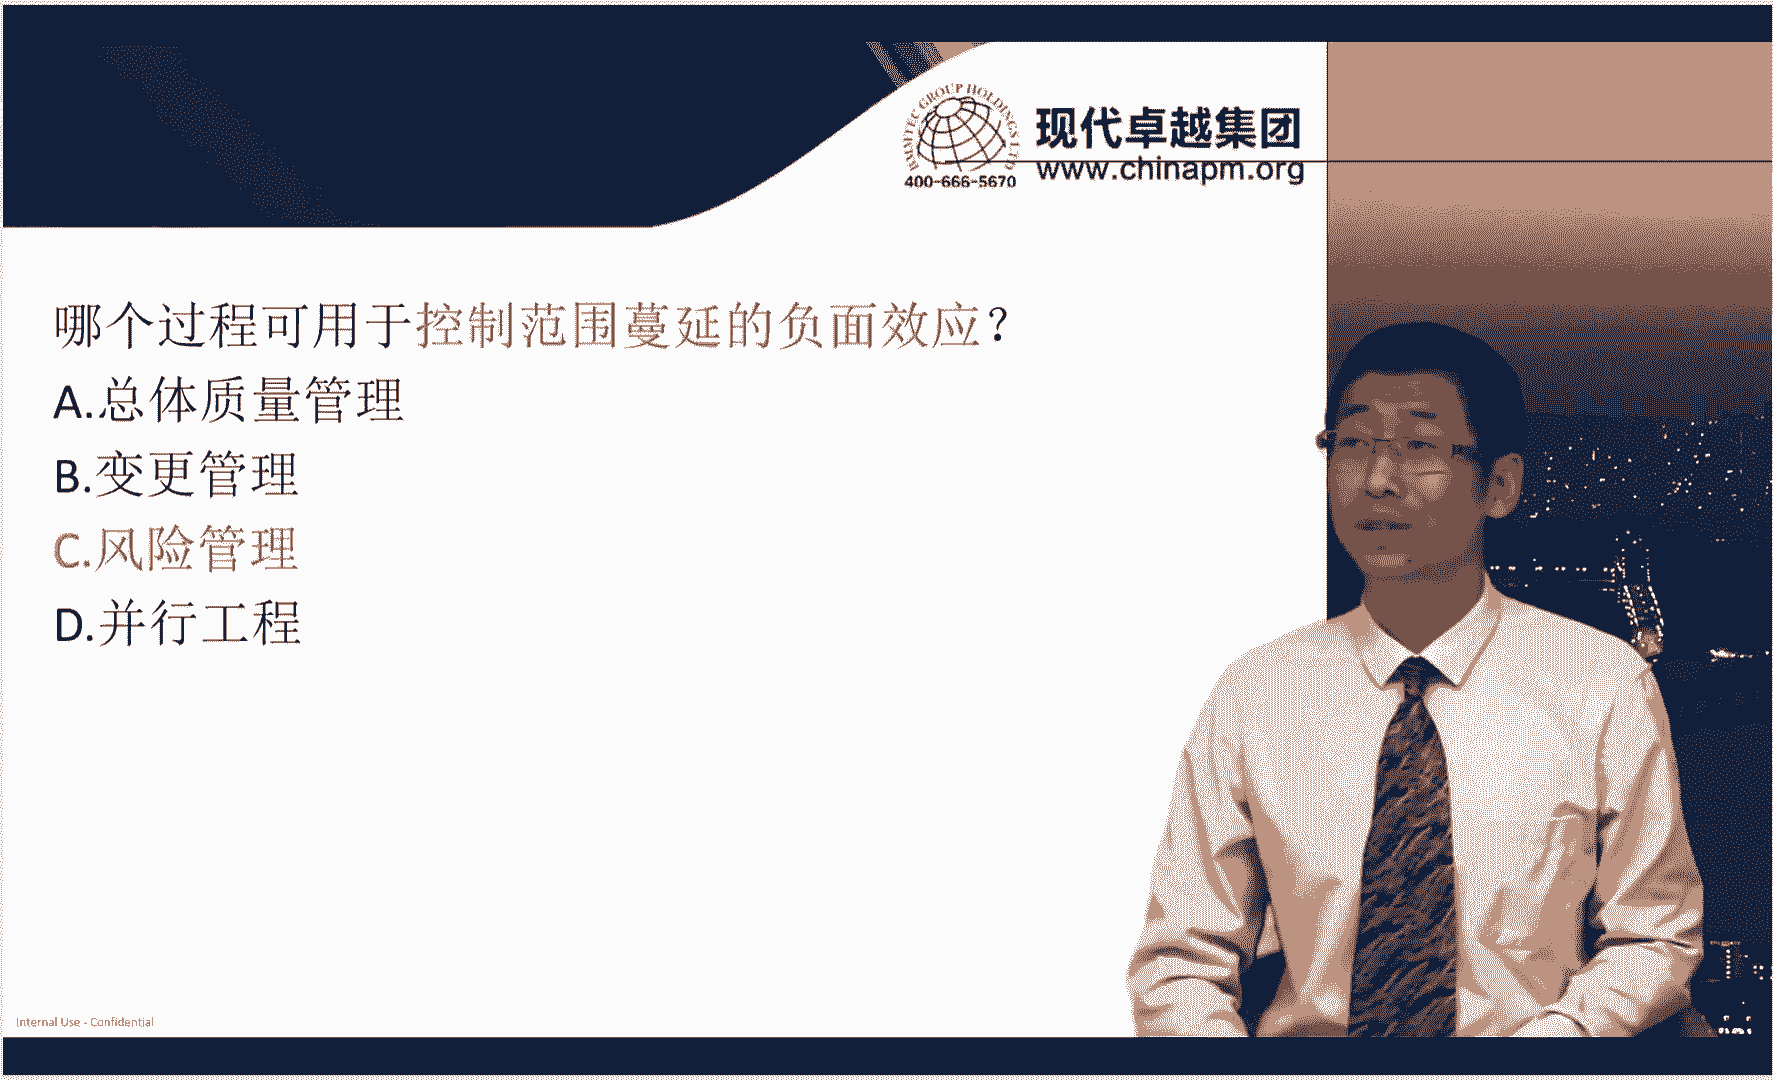 IMMTEC GROUP HOLDINGS LTD
现代卓越集团
400-666-5670
www.chinapm.org
哪个过程可用于控制范围蔓延的负面效应？
A.总体质量管理
B.变更管理
C.风险管理
D.并行工程
Internal Use - Confidential